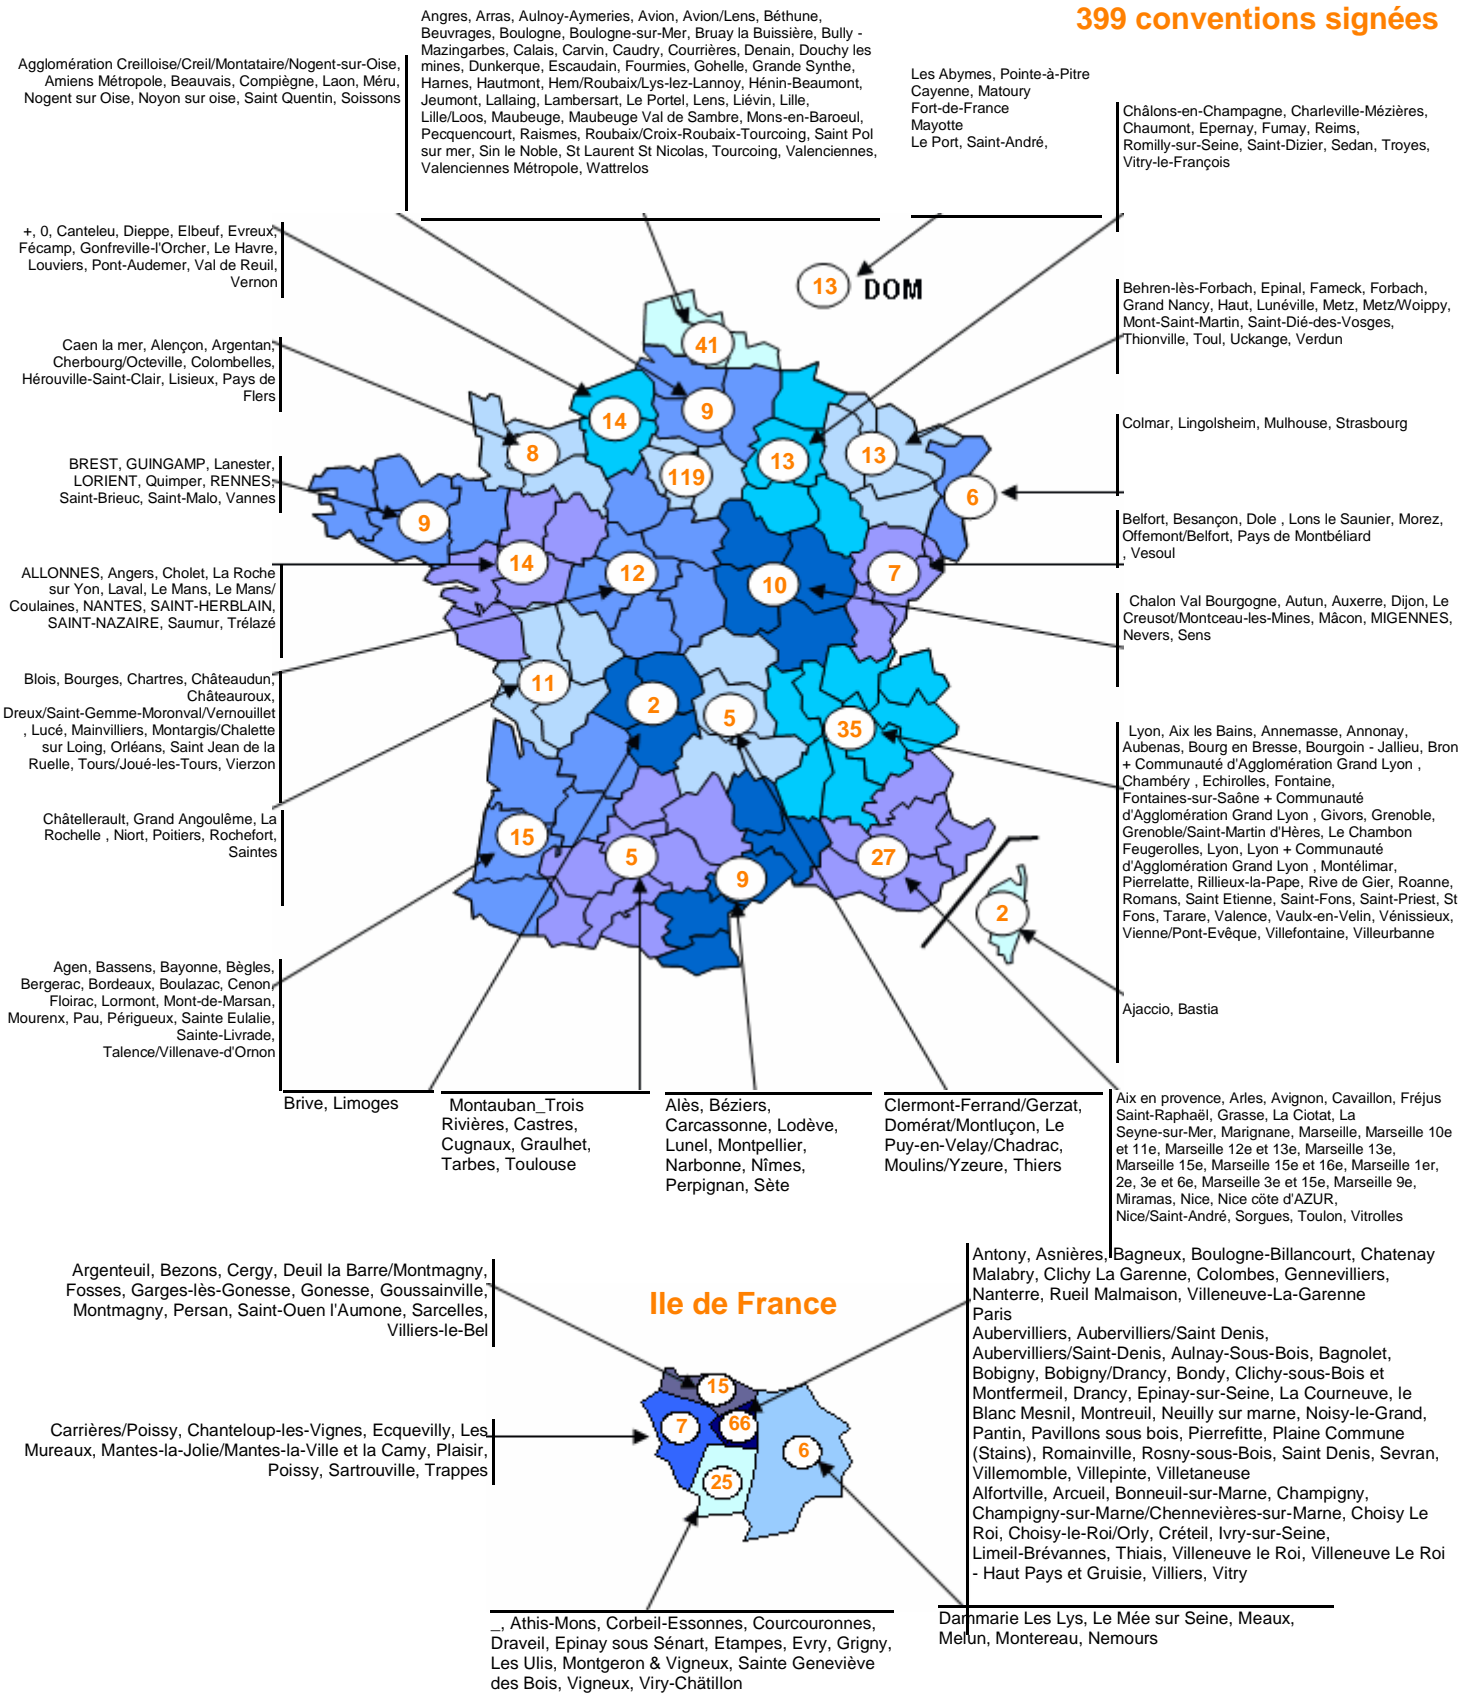 399 conventions signées
Angres, Arras, Aulnoy-Aymeries, Avion, Avion/Lens, Béthune,
Beuvrages, Boulogne, Boulogne-sur-Mer, Bruay la Buissière, Bully -
Mazingarbes, Calais, Carvin, Caudry, Courrières, Denain, Douchy les
mines, Dunkerque, Escaudain, Fourmies, Gohelle, Grande Synthe,
Harnes, Hautmont, Hem/Roubaix/Lys-lez-Lannoy, Hénin-Beaumont,
Jeumont, Lallaing, Lambersart, Le Portel, Lens, Liévin, Lille,
Lille/Loos, Maubeuge, Maubeuge Val de Sambre, Mons-en-Baroeul,
Pecquencourt, Raismes, Roubaix/Croix-Roubaix-Tourcoing, Saint Pol
sur mer, Sin le Noble, St Laurent St Nicolas, Tourcoing, Valenciennes,
Valenciennes Métropole, Wattrelos
Agglomération Creilloise/Creil/Montataire/Nogent-sur-Oise,
Amiens Métropole, Beauvais, Compiègne, Laon, Méru,
Nogent sur Oise, Noyon sur oise, Saint Quentin, Soissons
Les Abymes, Pointe-à-Pitre
Cayenne, Matoury
Fort-de-France
Mayotte
Le Port, Saint-André,
Châlons-en-Champagne, Charleville-Mézières,
Chaumont, Epernay, Fumay, Reims,
Romilly-sur-Seine, Saint-Dizier, Sedan, Troyes,
Vitry-le-François
+, 0, Canteleu, Dieppe, Elbeuf, Evreux,
Fécamp, Gonfreville-l'Orcher, Le Havre,
Louviers, Pont-Audemer, Val de Reuil,
Vernon
13 DOM
Behren-lès-Forbach, Epinal, Fameck, Forbach,
Grand Nancy, Haut, Lunéville, Metz, Metz/Woippy,
Mont-Saint-Martin, Saint-Dié-des-Vosges,
Thionville, Toul, Uckange, Verdun
Caen la mer, Alençon, Argentan,
Cherbourg/Octeville, Colombelles,
Hérouville-Saint-Clair, Lisieux, Pays de
Flers
41
9
14
8
13
13
119
6
9
Colmar, Lingolsheim, Mulhouse, Strasbourg
BREST, GUINGAMP, Lanester,
LORIENT, Quimper, RENNES,
Saint-Brieuc, Saint-Malo, Vannes
Belfort, Besançon, Dole , Lons le Saunier, Morez,
Offemont/Belfort, Pays de Montbéliard
, Vesoul
14
12
10
7
ALLONNES, Angers, Cholet, La Roche
sur Yon, Laval, Le Mans, Le Mans/
Coulaines, NANTES, SAINT-HERBLAIN,
SAINT-NAZAIRE, Saumur, Trélazé
Chalon Val Bourgogne, Autun, Auxerre, Dijon, Le
Creusot/Montceau-les-Mines, Mâcon, MIGENNES,
Nevers, Sens
Blois, Bourges, Chartres, Châteaudun,
Châteauroux,
Dreux/Saint-Gemme-Moronval/Vernouillet
, Lucé, Mainvilliers, Montargis/Chalette
sur Loing, Orléans, Saint Jean de la
Ruelle, Tours/Joué-les-Tours, Vierzon
11
2
5
35
Lyon, Aix les Bains, Annemasse, Annonay,
Aubenas, Bourg en Bresse, Bourgoin - Jallieu, Bron
+ Communauté d'Agglomération Grand Lyon ,
Chambéry , Echirolles, Fontaine,
Fontaines-sur-Saône + Communauté
d'Agglomération Grand Lyon , Givors, Grenoble,
Grenoble/Saint-Martin d'Hères, Le Chambon
Feugerolles, Lyon, Lyon + Communauté
d'Agglomération Grand Lyon , Montélimar,
Pierrelatte, Rillieux-la-Pape, Rive de Gier, Roanne,
Romans, Saint Etienne, Saint-Fons, Saint-Priest, St
Fons, Tarare, Valence, Vaulx-en-Velin, Vénissieux,
Vienne/Pont-Evêque, Villefontaine, Villeurbanne
Châtellerault, Grand Angoulême, La
Rochelle , Niort, Poitiers, Rochefort,
Saintes
15
5
9
27
2
Agen, Bassens, Bayonne, Bègles,
Bergerac, Bordeaux, Boulazac, Cenon,
Floirac, Lormont, Mont-de-Marsan,
Mourenx, Pau, Périgueux, Sainte Eulalie,
Sainte-Livrade,
Talence/Villenave-d'Ornon
Ajaccio, Bastia
Brive, Limoges
Montauban_Trois
Rivières, Castres,
Cugnaux, Graulhet,
Tarbes, Toulouse
Alès, Béziers,
Carcassonne, Lodève,
Lunel, Montpellier,
Narbonne, Nîmes,
Perpignan, Sète
Clermont-Ferrand/Gerzat,
Domérat/Montluçon, Le
Puy-en-Velay/Chadrac,
Moulins/Yzeure, Thiers
Aix en provence, Arles, Avignon, Cavaillon, Fréjus
Saint-Raphaël, Grasse, La Ciotat, La
Seyne-sur-Mer, Marignane, Marseille, Marseille 10e
et 11e, Marseille 12e et 13e, Marseille 13e,
Marseille 15e, Marseille 15e et 16e, Marseille 1er,
2e, 3e et 6e, Marseille 3e et 15e, Marseille 9e,
Miramas, Nice, Nice cöte d'AZUR,
Nice/Saint-André, Sorgues, Toulon, Vitrolles
Ile de France
Argenteuil, Bezons, Cergy, Deuil la Barre/Montmagny,
Fosses, Garges-lès-Gonesse, Gonesse, Goussainville,
Montmagny, Persan, Saint-Ouen l'Aumone, Sarcelles,
Villiers-le-Bel
Antony, Asnières, Bagneux, Boulogne-Billancourt, Chatenay
Malabry, Clichy La Garenne, Colombes, Gennevilliers,
Nanterre, Rueil Malmaison, Villeneuve-La-Garenne
Paris
Aubervilliers, Aubervilliers/Saint Denis,
Aubervilliers/Saint-Denis, Aulnay-Sous-Bois, Bagnolet,
Bobigny, Bobigny/Drancy, Bondy, Clichy-sous-Bois et
Montfermeil, Drancy, Epinay-sur-Seine, La Courneuve, le
Blanc Mesnil, Montreuil, Neuilly sur marne, Noisy-le-Grand,
Pantin, Pavillons sous bois, Pierrefitte, Plaine Commune
(Stains), Romainville, Rosny-sous-Bois, Saint Denis, Sevran,
Villemomble, Villepinte, Villetaneuse
Alfortville, Arcueil, Bonneuil-sur-Marne, Champigny,
Champigny-sur-Marne/Chennevières-sur-Marne, Choisy Le
Roi, Choisy-le-Roi/Orly, Créteil, Ivry-sur-Seine,
Limeil-Brévannes, Thiais, Villeneuve le Roi, Villeneuve Le Roi
- Haut Pays et Gruisie, Villiers, Vitry
15
7
66
6
25
Carrières/Poissy, Chanteloup-les-Vignes, Ecquevilly, Les
Mureaux, Mantes-la-Jolie/Mantes-la-Ville et la Camy, Plaisir,
Poissy, Sartrouville, Trappes
_, Athis-Mons, Corbeil-Essonnes, Courcouronnes,
Draveil, Epinay sous Sénart, Etampes, Evry, Grigny,
Les Ulis, Montgeron & Vigneux, Sainte Geneviève
des Bois, Vigneux, Viry-Chätillon
Dammarie Les Lys, Le Mée sur Seine, Meaux,
Melun, Montereau, Nemours